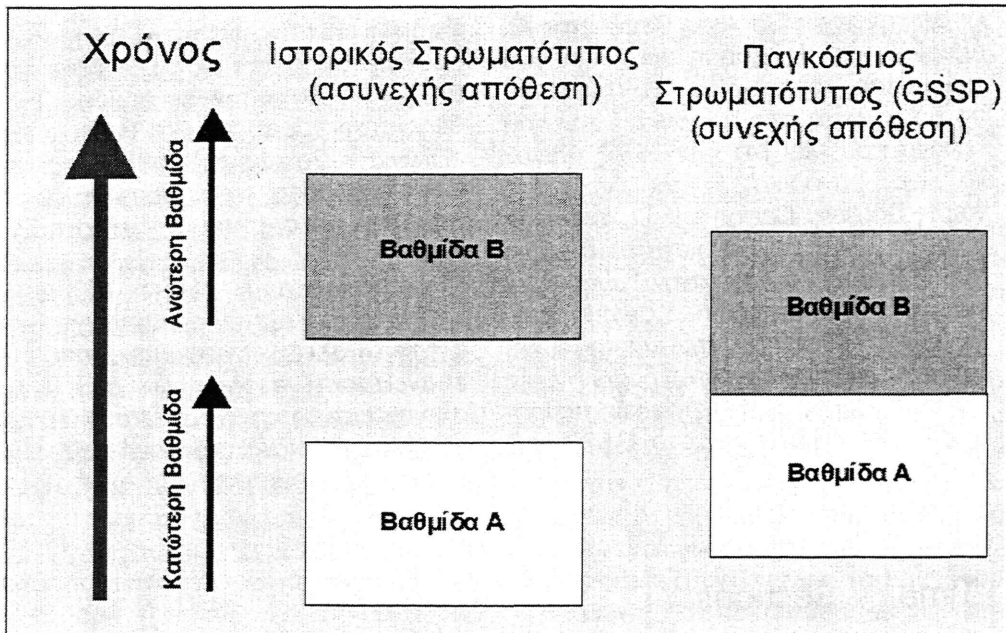 Χρόνος
Ιστορικός Στρωματότυπος
(ασυνεχής απόθεση)
Παγκόσμιος
Στρωματότυπος (GSSP)
(συνεχής απόθεση)
Ανώτερη Βαθμίδα
Κατώτερη Βαθμίδα
Βαθμίδα Β
Βαθμίδα Α
Βαθμίδα Β
Βαθμίδα Α